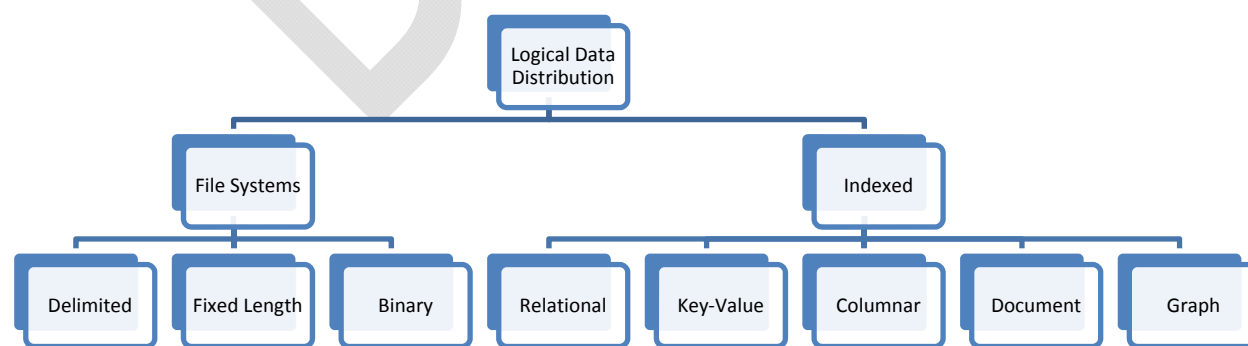 Logical Data
Distribution
File Systems
Indexed
Delimited
Fixed Length
Binary
Relational
Key-Value
Columnar
Document
Graph